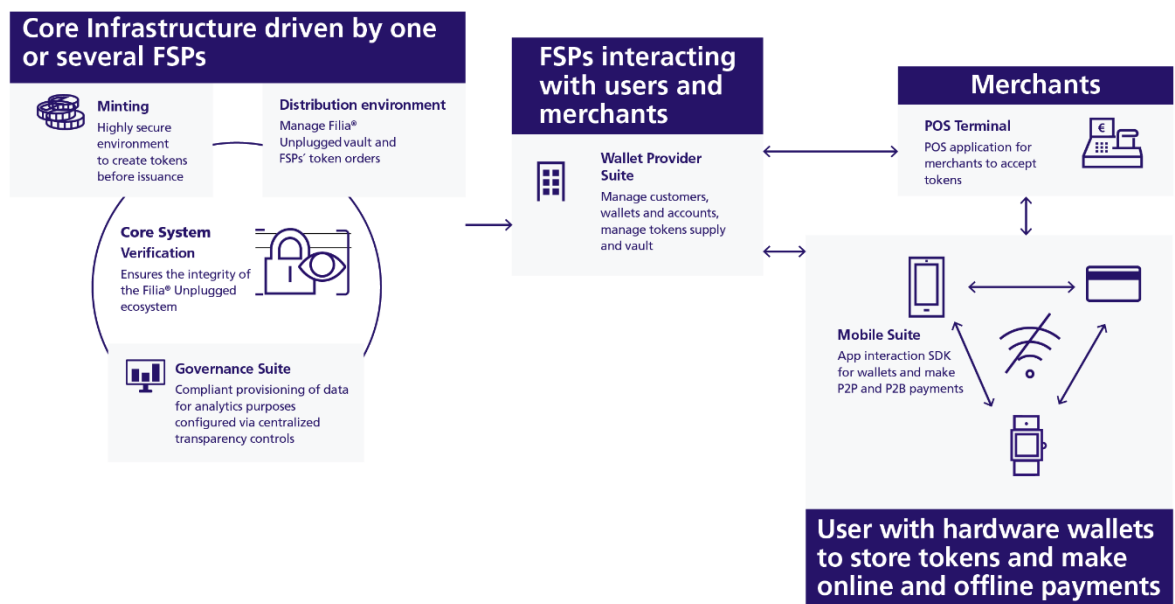 Core Infrastructure driven by one
or several FSPs
Minting
Highly secure
environment
to create tokens
before issuance
Distribution environment
Manage Filia®
Unplugged vault and
FSPs' token orders
Core System
Verification
Ensures the integrity of
the Filia® Unplugged
ecosystem
Governance Suite
Compliant provisioning of data
for analytics purposes
configured via centralized
transparency controls
FSPs interacting
with users and
merchants
Wallet Provider
Suite
Manage customers,
wallets and accounts,
manage tokens supply
and vault
Merchants
POS Terminal
POS application for
merchants to accept
tokens
€
Mobile Suite
App interaction SDK
for wallets and make
P2P and P2B payments
User with hardware wallets
to store tokens and make
online and offline payments